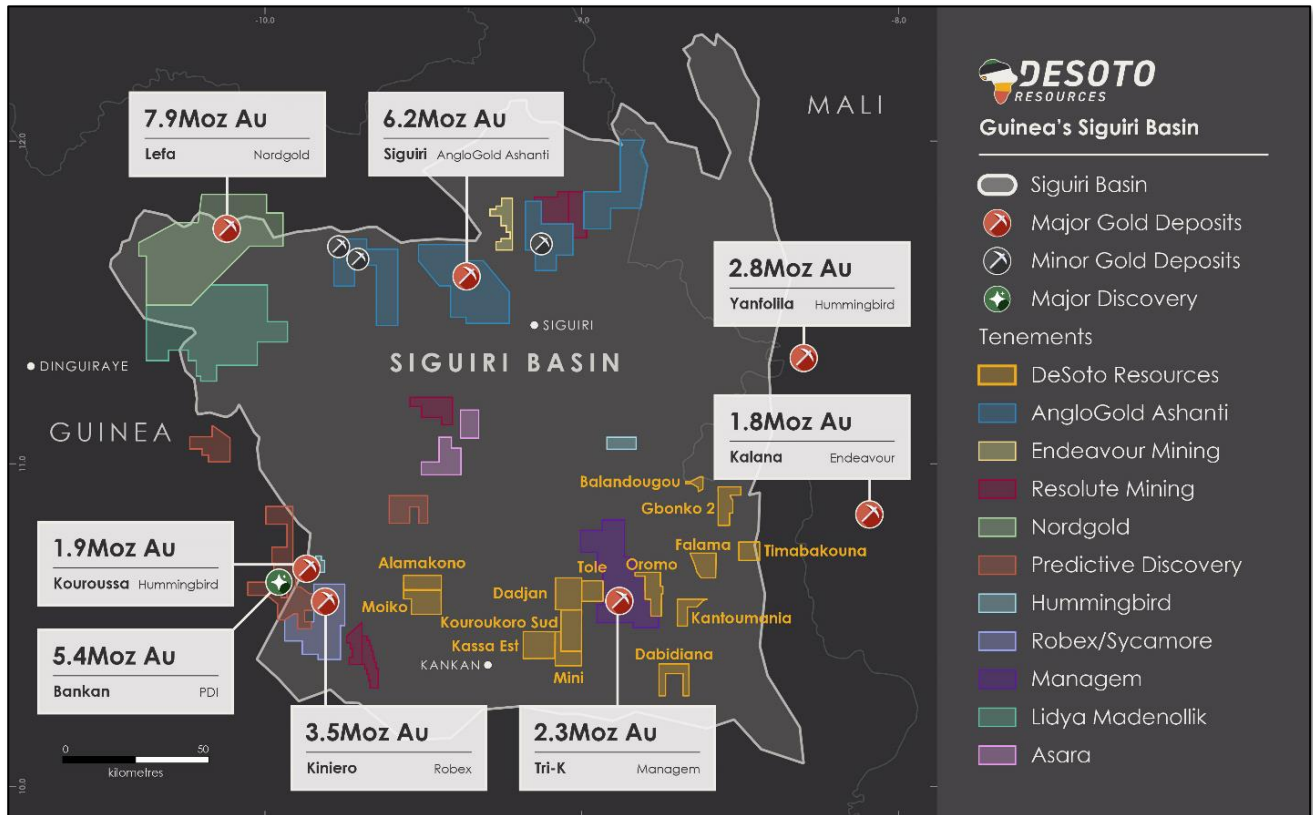 -10.0
-9.0
-8.0
12.0
11.0
10.0
MALI
GUINEA
SIGUIRI BASIN
7.9Moz Au
Lefa Nordgold
6.2Moz Au
Siguiri AngloGold Ashanti
2.8Moz Au
Yanfolila Hummingbird
1.8Moz Au
Kalana Endeavour
1.9Moz Au
Kouroussa Hummingbird
5.4Moz Au
Bankan PDI
3.5Moz Au
Kiniero Robex
2.3Moz Au
Tri-K Managem
SIGUIRI
DINGUIRAYE
KANKAN
Balandougou
Gbonko 2
Falama
Timabakouna
Alamakono
Moiko
Dadjan
Tole
Oromo
Kouroukoro Sud
Kassa Est
Mini
Kantoumania
Dabidiana
0 50
kilometres
DESOTO
RESOURCES
Guinea's Siguiri Basin
Siguiri Basin
Major Gold Deposits
Minor Gold Deposits
Major Discovery
Tenements
DeSoto Resources
AngloGold Ashanti
Endeavour Mining
Resolute Mining
Nordgold
Predictive Discovery
Hummingbird
Robex/Sycamore
Managem
Lidya Madenollik
Asara